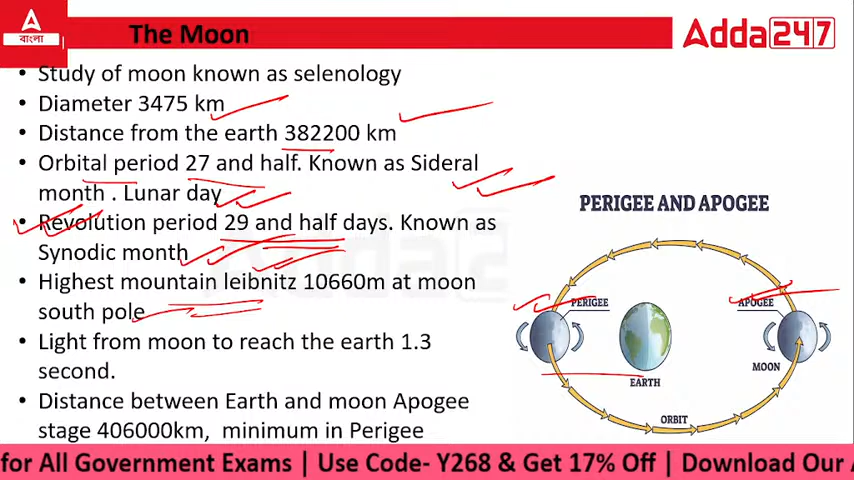 বাংলা
The Moon
Adda247
• Study of moon known as selenology
• Diameter 3475 km
• Distance from the earth 382200 km
• Orbital period 27 and half. Known as Sideral
month . Lunar day
• Revolution period 29 and half days. Known as
Synodic month
• Highest mountain leibnitz 10660m at moon
south pole
• Light from moon to reach the earth 1.3
second.
• Distance between Earth and moon Apogee
stage 406000km, minimum in Perigee
PERIGEE AND APOGEE
PERIGEE
APOGEE
MOON
EARTH
ORBIT
for All Government Exams | Use Code- Y268 & Get 17% Off | Download Our